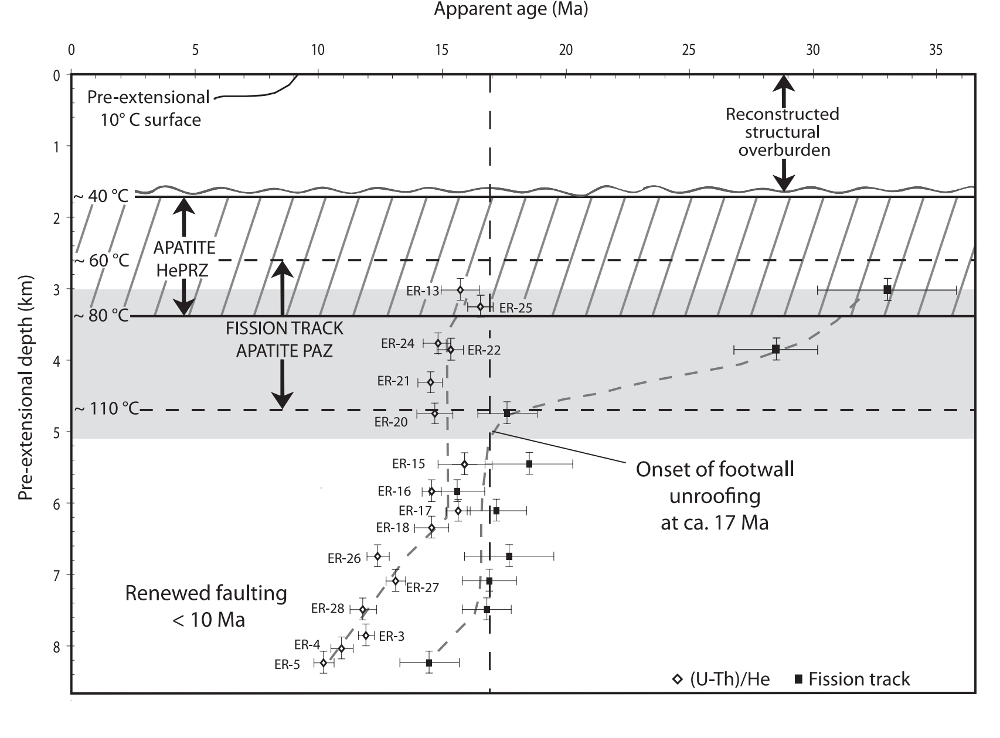 Apparent age (Ma)
0 5 10 15 20 25 30 35
0
Pre-extensional
10° C surface
Reconstructed
structural
overburden
1
~ 40 °C
2
APATITE
HePRZ
~ 60 °C
3
ER-13
ER-25
~ 80 °C
FISSION TRACK
APATITE PAZ
ER-24
ER-22
4
ER-21
~ 110 °C
ER-20
5
ER-15
Onset of footwall
unroofing
at ca. 17 Ma
ER-16
6
ER-17
ER-18
ER-26
7
ER-27
Renewed faulting
< 10 Ma
ER-28
ER-3
8
ER-4
ER-5
Pre-extensional depth (km)
(U-Th)/He
Fission track